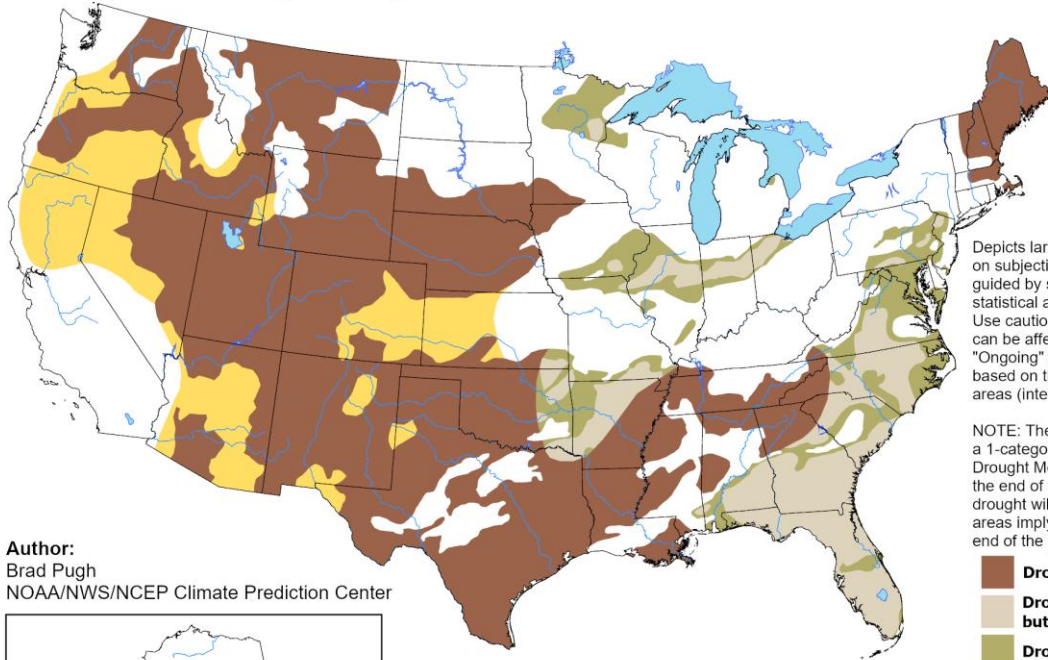 Depicts lar
on subjecti
guided by s
statistical a
Use cautio
can be affe
"Ongoing"
based on t
areas (inte
NOTE: The
a 1-catego
Drought M
the end of
drought wil
areas imply
end of the
Author:
Brad Pugh
NOAA/NWS/NCEP Climate Prediction Center
Dro
Dro
but
Dro